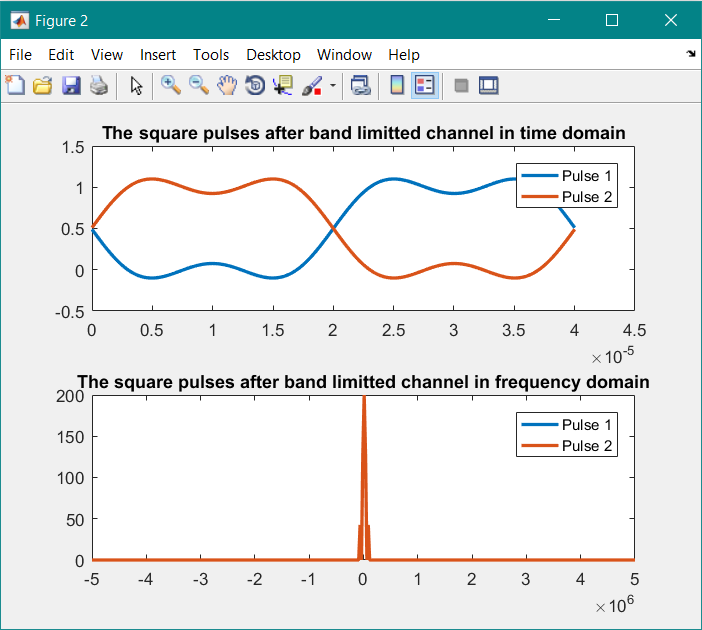 Figure 2
File Edit View Insert Tools Desktop Window Help
The square pulses after band limitted channel in time domain
1.5
1
0.5
0
-0.5
Pulse 1
Pulse 2
0 0.5 1 1.5 2 2.5 3 3.5 4 4.5
×10-5
The square pulses after band limitted channel in frequency domain
200
150
100
50
0
Pulse 1
Pulse 2
-5 -4 -3 -2 -1 0 1 2 3 4 5
×106